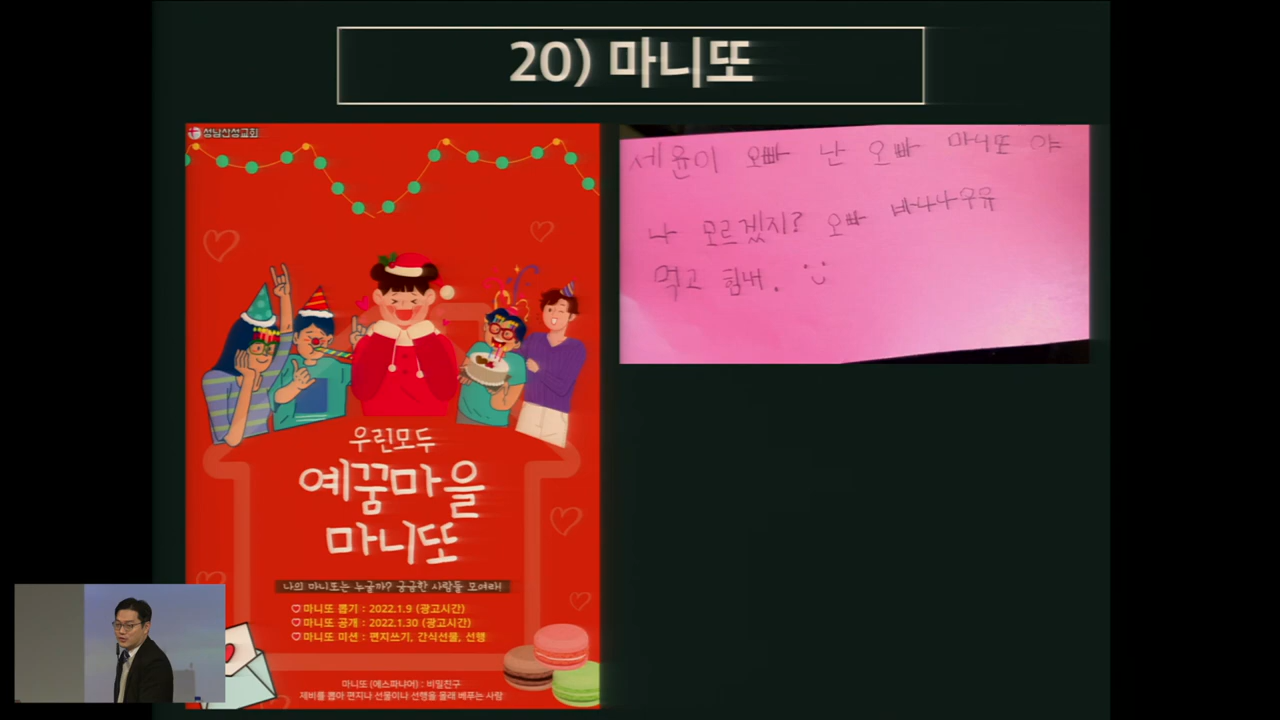 20) 마니또
성남산성교회
우린모두
예꿈마을
마니또
나의 마니또는 누굴까? 궁금한 사람들 모여라!
마니또 뽑기 : 2022.1.9 (광고시간)
마니또 공개 : 2022.1.30 (광고시간)
마니또 미션 : 편지쓰기, 간식선물, 선행
마니또 (에스파냐어) : 비밀친구
제비를 뽑아 편지나 선물이나 선행을 몰래 베푸는 사람
세윤이 오빠 난 오빠 마니또 야
나 모르겠지? 오빠 바나나우유
먹고 힘내.